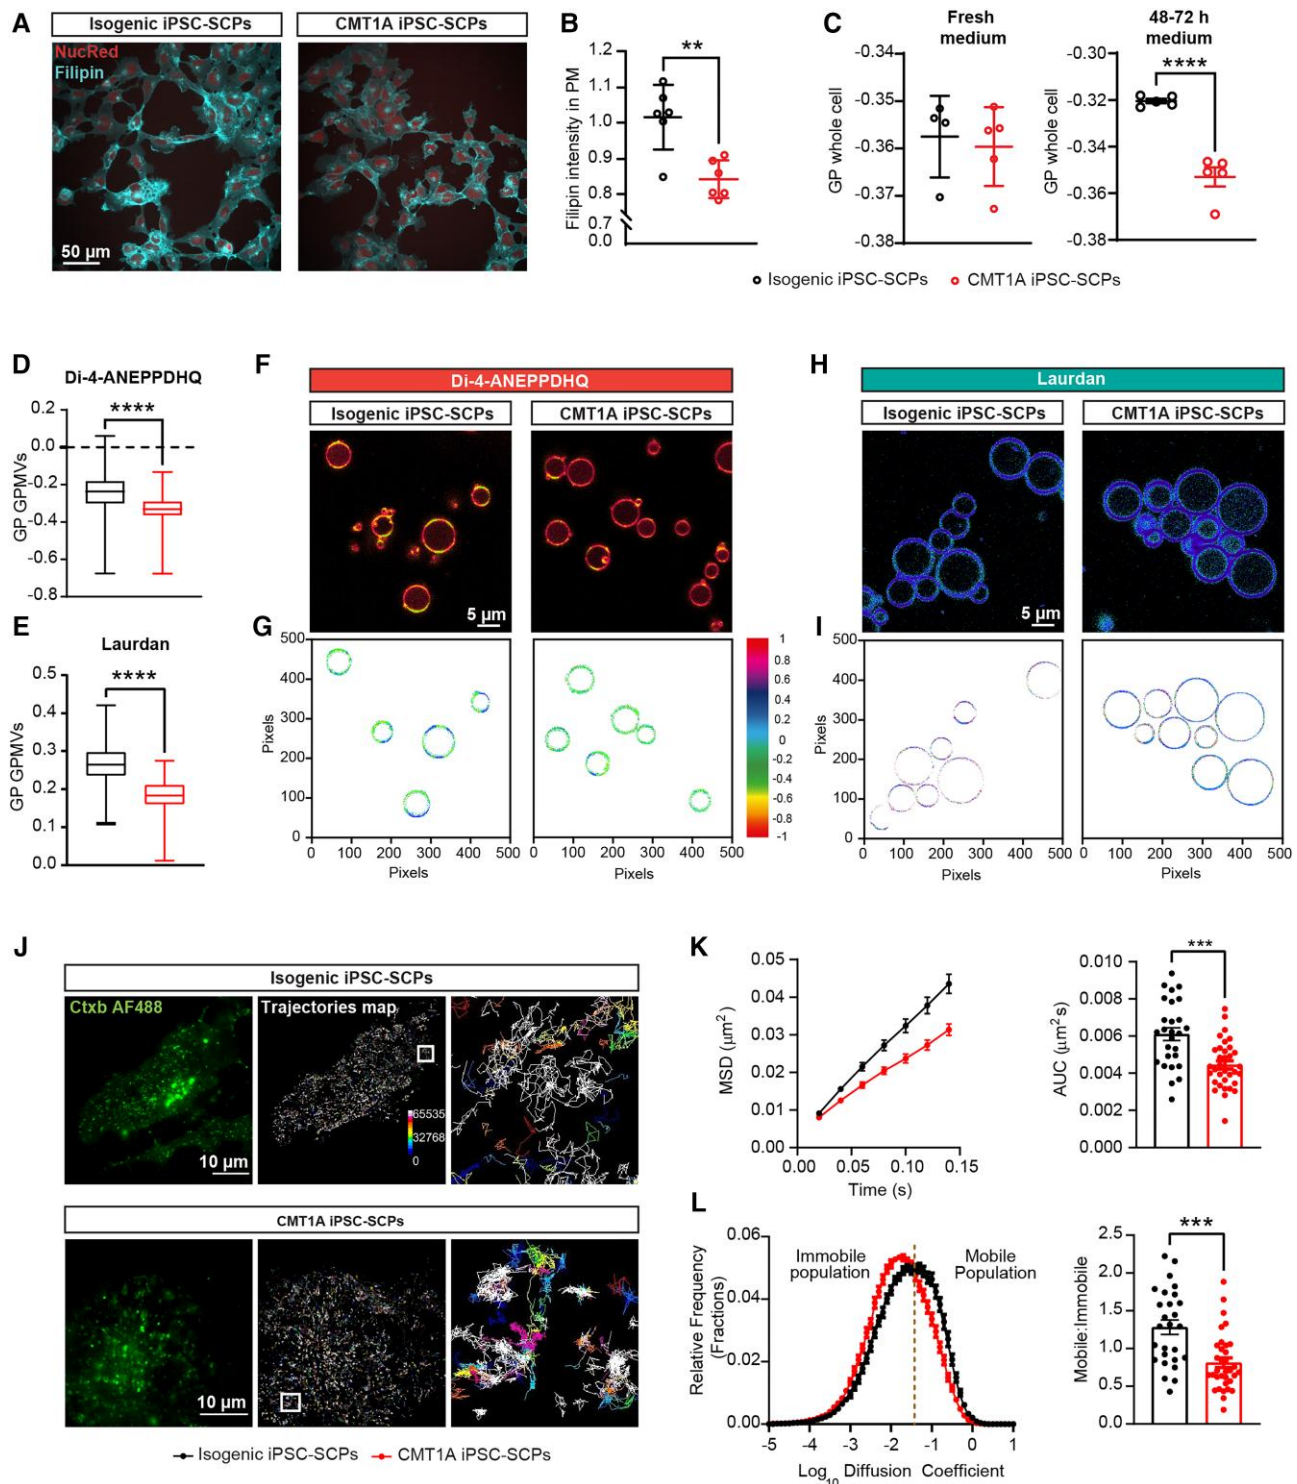 A
Isogenic iPSC-SCPs
CMT1A iPSC-SCPs
NucRed
Filipin
50 µm
B
**
Filipin intensity in PM
1.2
1.1
1.0
0.9
0.8
0.7
0.0
C
Fresh
medium
GP whole cell
-0.34
-0.35
-0.36
-0.37
-0.38
48-72 h
medium
****
GP whole cell
-0.30
-0.32
-0.34
-0.36
-0.38
Isogenic iPSC-SCPs
CMT1A iPSC-SCPs
D
Di-4-ANEPPDHQ
****
GP GPMVs
0.2
0.0
-0.2
-0.4
-0.6
-0.8
E
Laurdan
****
GP GPMVs
0.5
0.4
0.3
0.2
0.1
0.0
F
Di-4-ANEPPDHQ
Isogenic iPSC-SCPs
CMT1A iPSC-SCPs
5 µm
G
Pixels
500
400
300
200
100
0
0 100 200 300 400 500
Pixels
0 100 200 300 400 500
Pixels
1
0.8
0.6
0.4
0.2
0
-0.2
-0.4
-0.6
-0.8
-1
H
Laurdan
Isogenic iPSC-SCPs
CMT1A iPSC-SCPs
5 µm
I
Pixels
500
400
300
200
100
0
0 100 200 300 400 500
Pixels
0 100 200 300 400 500
Pixels
J
Isogenic iPSC-SCPs
Ctxb AF488
Trajectories map
65535
32768
0
10 µm
CMT1A iPSC-SCPs
10 µm
Isogenic iPSC-SCPs
CMT1A iPSC-SCPs
K
MSD (µm²)
0.05
0.04
0.03
0.02
0.01
0.00
0.00 0.05 0.10 0.15
Time (s)
***
AUC (µm² s)
0.010
0.008
0.006
0.004
0.002
0.000
L
Relative Frequency
(Fractions)
0.06
0.04
0.02
0.00
Immobile
population
Mobile
Population
-5 -4 -3 -2 -1 0 1
Log₁₀ Diffusion Coefficient
***
Mobile:Immobile
2.5
2.0
1.5
1.0
0.5
0.0